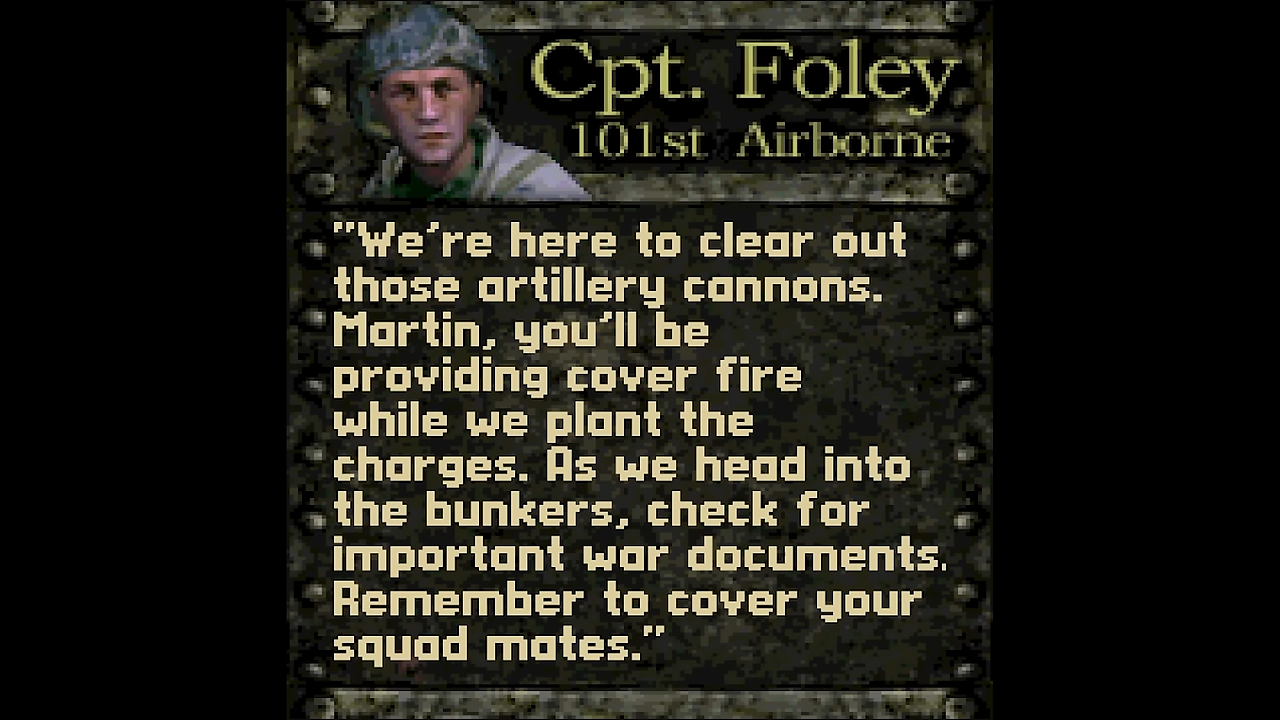 Cpt. Foley
101st Airborne
"We're here to clear out
those artillery cannons.
Martin, you'll be
providing cover fire
while we plant the
charges. As we head into
the bunkers, check for
important war documents.
Remember to cover your
squad mates."